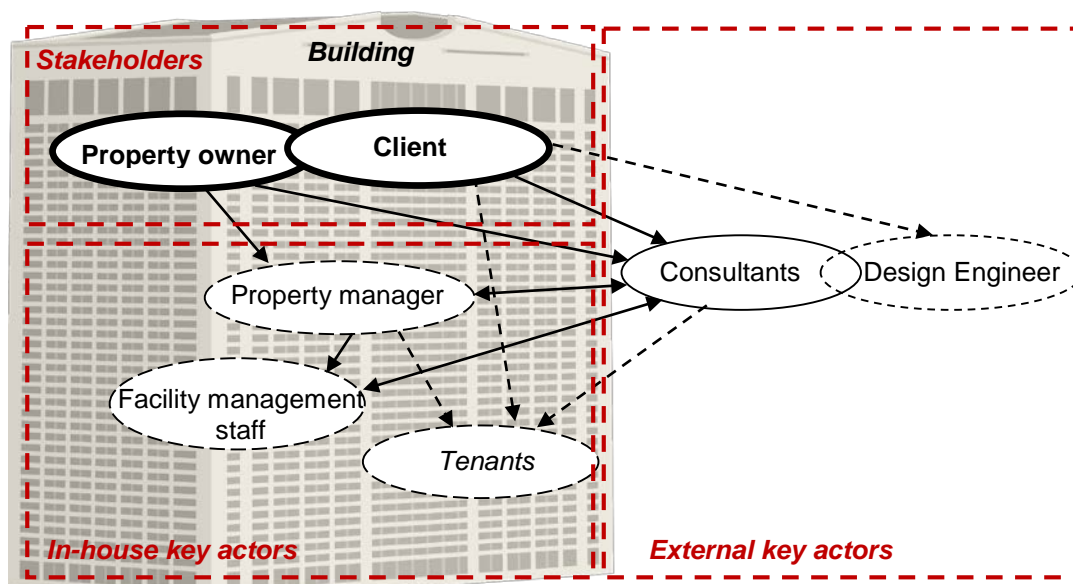 Building
Stakeholders
Property owner
Client
Consultants
Design Engineer
Property manager
Facility management
staff
Tenants
In-house key actors
External key actors